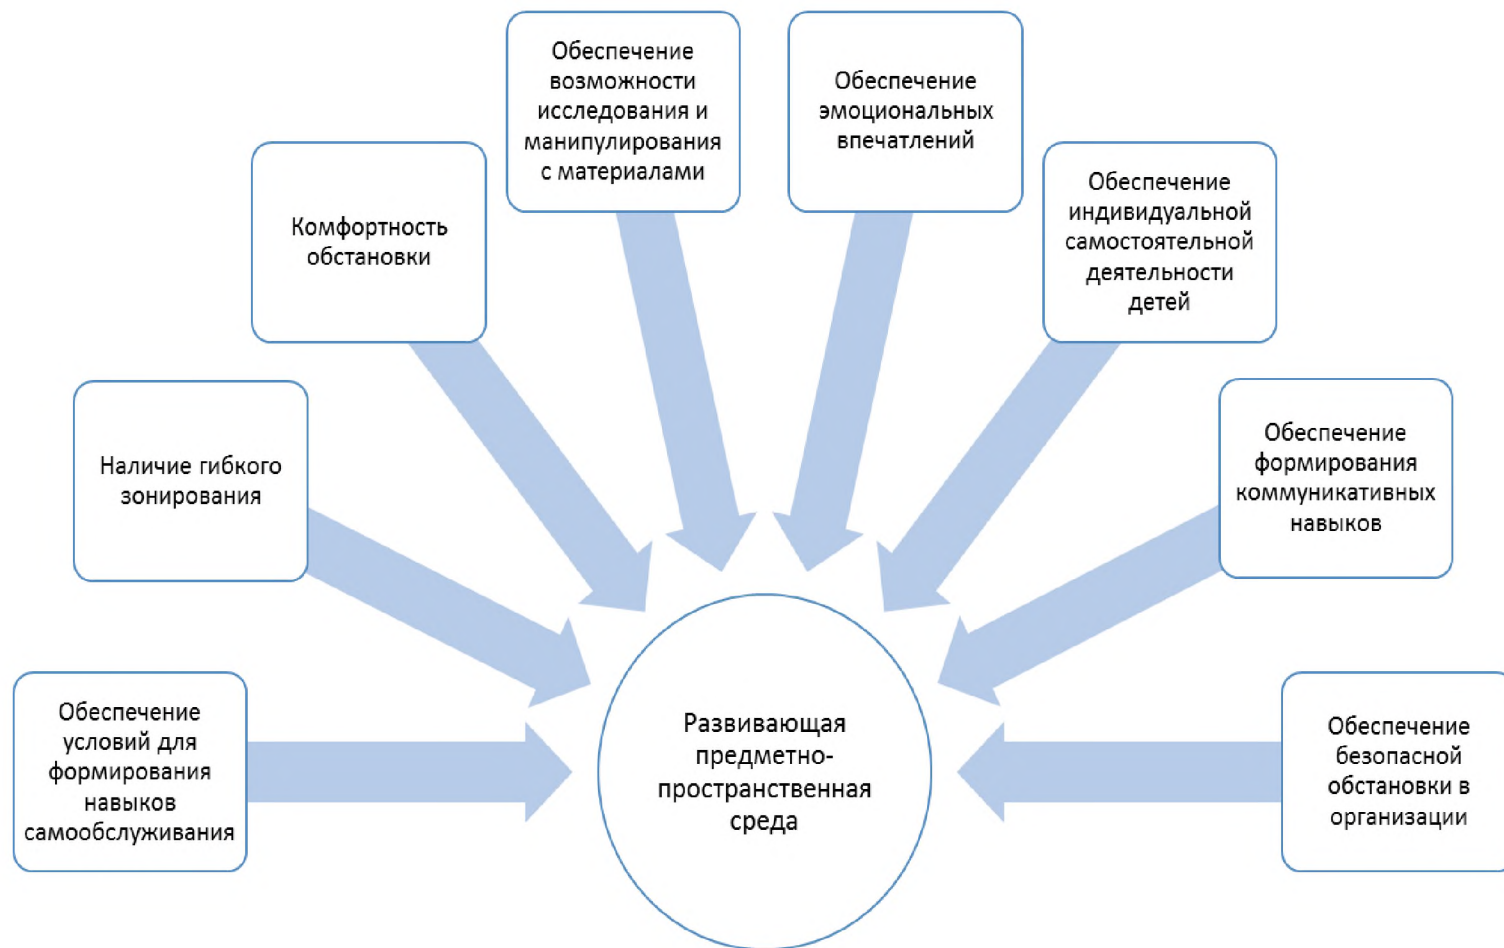 Обеспечение
возможности
исследования и
манипулирования
с материалами
Обеспечение
эмоциональных
впечатлений
Комфортность
обстановки
Обеспечение
индивидуальной
самостоятельной
деятельности
детей
Наличие гибкого
зонирования
Обеспечение
формирования
коммуникативных
навыков
Обеспечение
условий для
формирования
навыков
самообслуживания
Развивающая
предметно-
пространственная
среда
Обеспечение
безопасной
обстановки в
организации